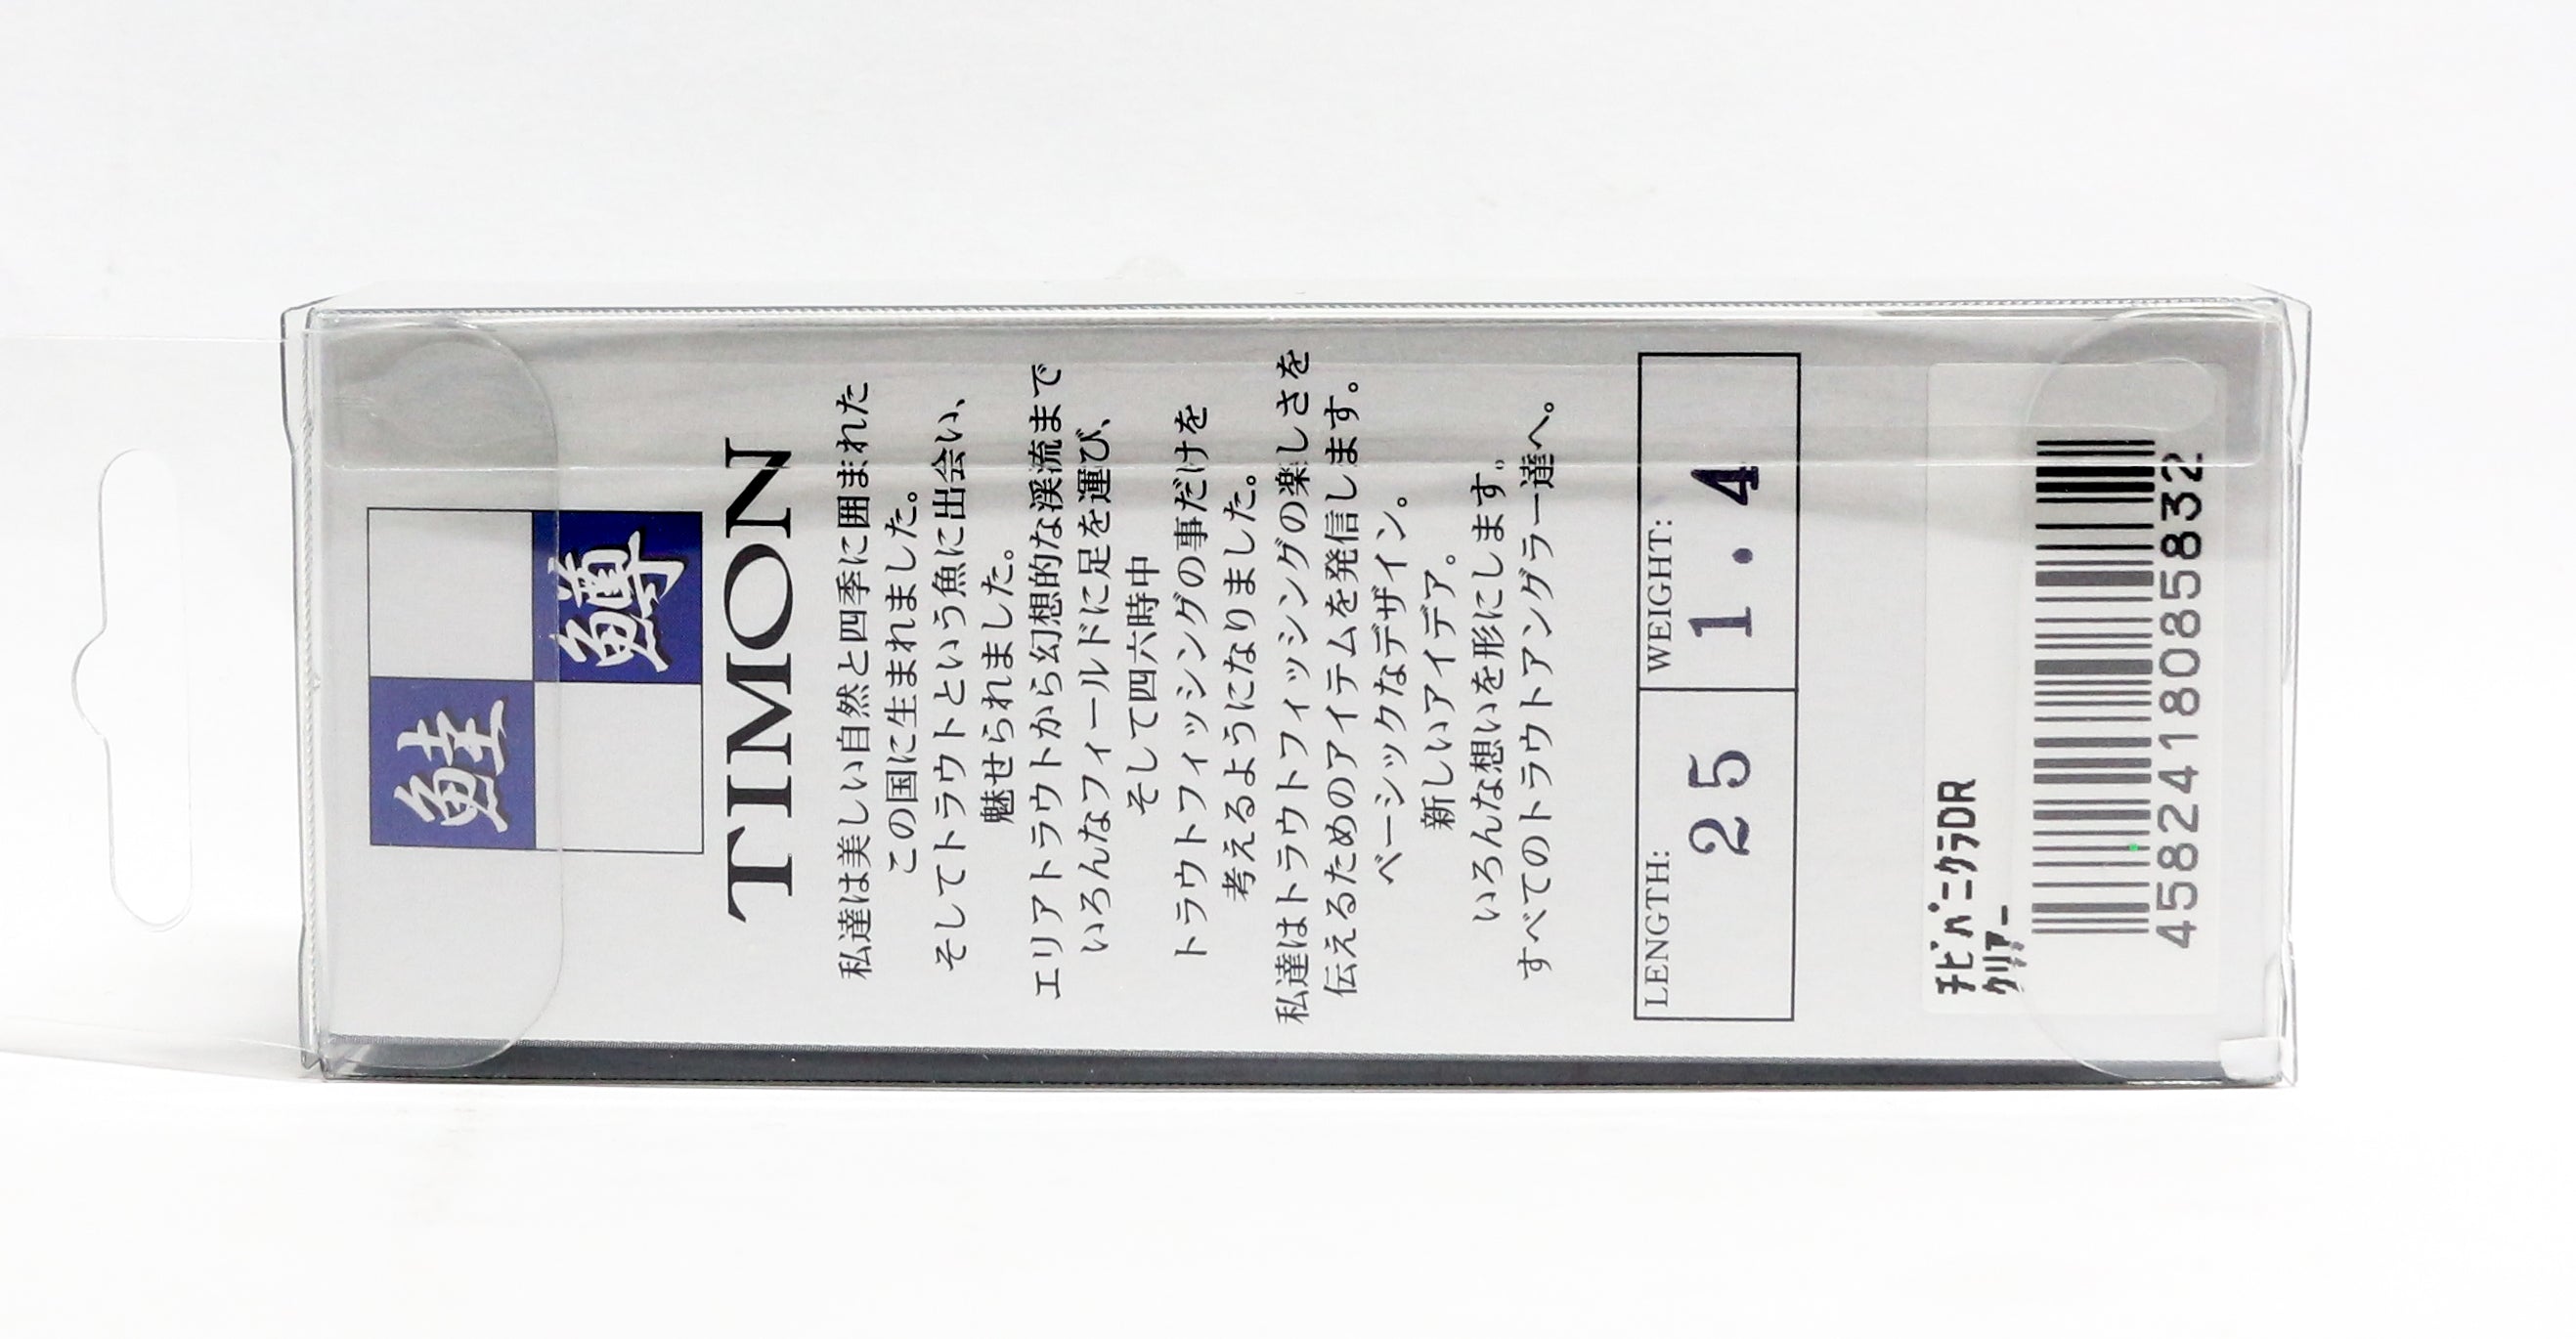 鮭
鱒
TIMON
私達は美しい自然と四季に囲まれた
この国に生まれました。
そしてトラウトという魚に出会い、
魅せられました。
エリアトラウトから幻想的な渓流まで
いろんなフィールドに足を運び、
そして四六時中
トラウトフィッシングの事だけを
考えるようになりました。
私達はトラウトフィッシングの楽しさを
伝えるためのアイテムを発信します。
ベーシックなデザイン。
新しいアイデア。
いろんな想いを形にします。
すべてのトラウトアングラー達へ。
LENGTH: WEIGHT:
25 1.4
ﾁﾋﾞﾊﾟﾆｸﾗDR
ｸﾘｱｰ
4582418085832